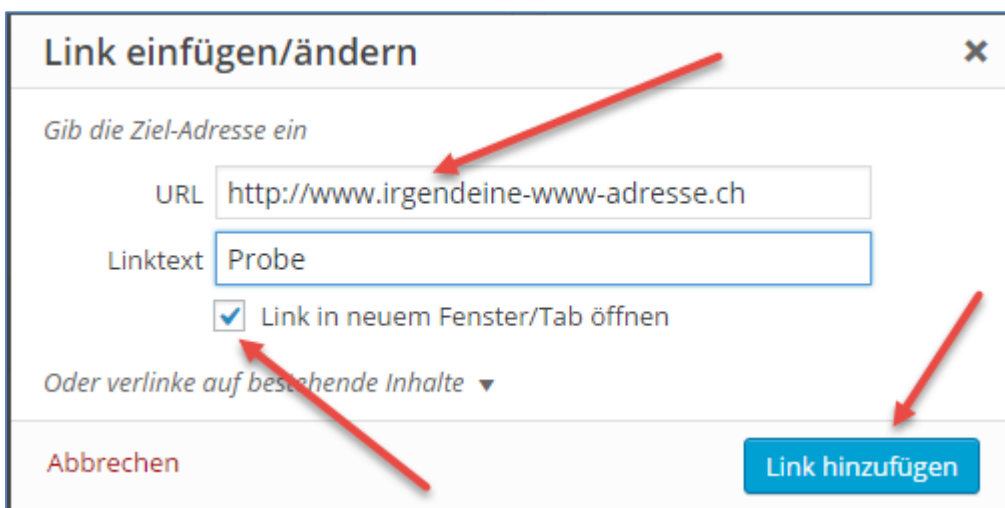 Link einfügen/ändern
Gib die Ziel-Adresse ein
URL http://www.irgendeine-www-adresse.ch
Linktext Probe
Link in neuem Fenster/Tab öffnen
Oder verlinke auf bestehende Inhalte
Abbrechen Link hinzufügen